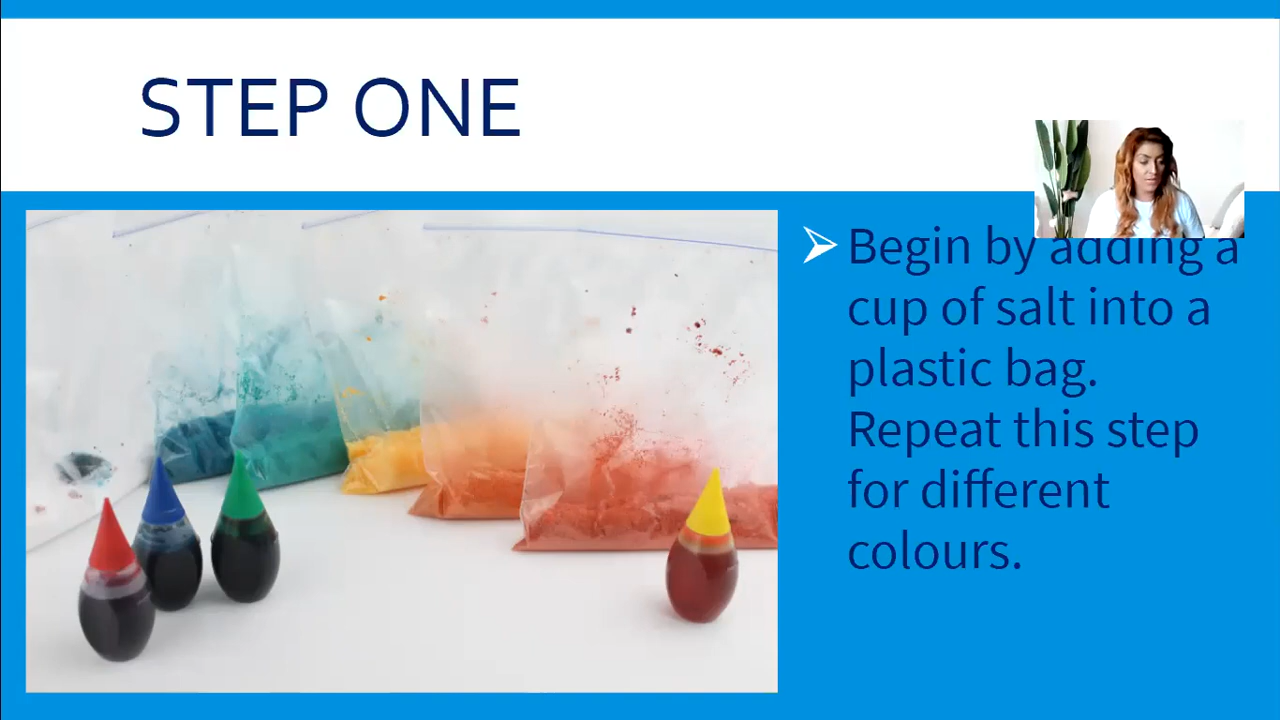 STEP ONE
Begin by adding a
cup of salt into a
plastic bag.
Repeat this step
for different
colours.